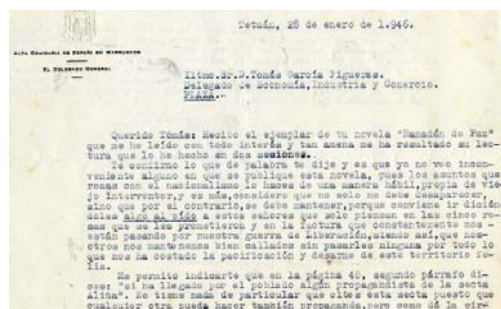 Tetuán, 28 de enero de 1.946.
ALTA COMISARÍA DE ESPAÑA EN MARRUECOS
EL DELEGADO GENERAL
Iltmo.Sr.D.Tomás García Figueras.
Delegado de Economía,Industria y Comercio.
PLAZA.-
Querido Tomás: Recibo el ejemplar de tu novela "Ramadán de Paz"
que me he leído con todo interés y tan amena me ha resultado su lec-
tura que lo he hecho en dos sesiones.
Te confirmo lo que de palabra te dije y es que yo no veo incon-
veniente alguno en que se publique esta novela, pues los asuntos que
rozas con el nacionalismo lo haces de una manera hábil,propia de vie-
jo interventor,y es más,considero que no solo no debe desaparecer,
sino que por el contrario,se debe mantener,porque conviene ir dicién
doles algo al oído a estos señores que solo piensan en las cinco ro-
sas que se les prometieron y en la factura que constantemente nos -
están pasando por nuestra guerra de liberación,siendo así,que nos-
otros nos mantenemos bien callados sin pasarles ninguna por todo lo
que nos ha costado la pacificación y desarme de este territorio
Me permito indicarte que en la página 48, segundo párrafo di-
ces: "si ha llegado por el poblado algún propagandista de la secta
No tiene nada de particular que cites esta secta puesto que
cualquier otra puede hacer también propaganda,pero como dá la cir-